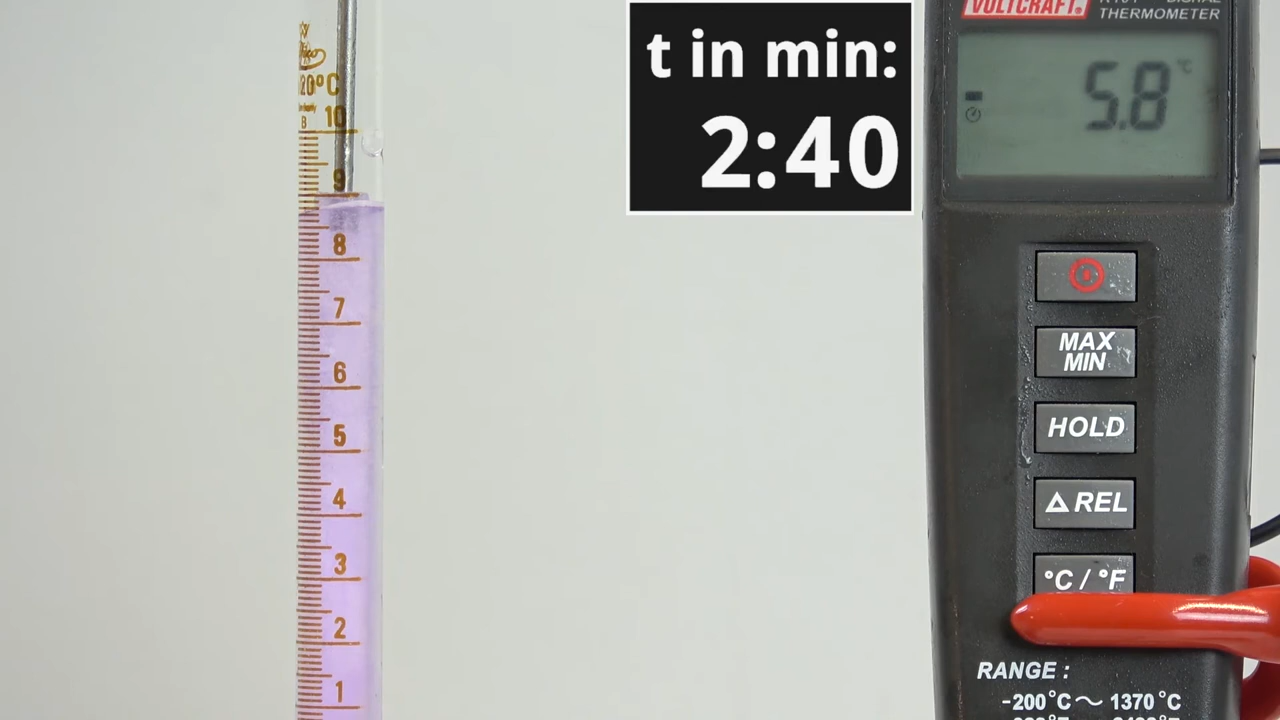 20°C
B
10
9
8
7
6
5
4
3
2
1
t in min:
2:40
VOLTCRAFT®
THERMOMETER
5.8 °C
MAX
MIN
HOLD
△ REL
°C / °F
RANGE :
-200°C～1370°C